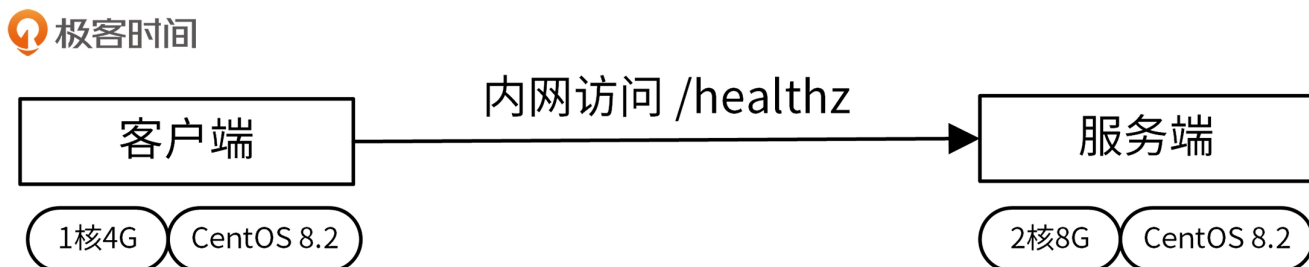 极客时间
内网访问 /healthz
客户端
服务端
1核4G
CentOS 8.2
2核8G
CentOS 8.2